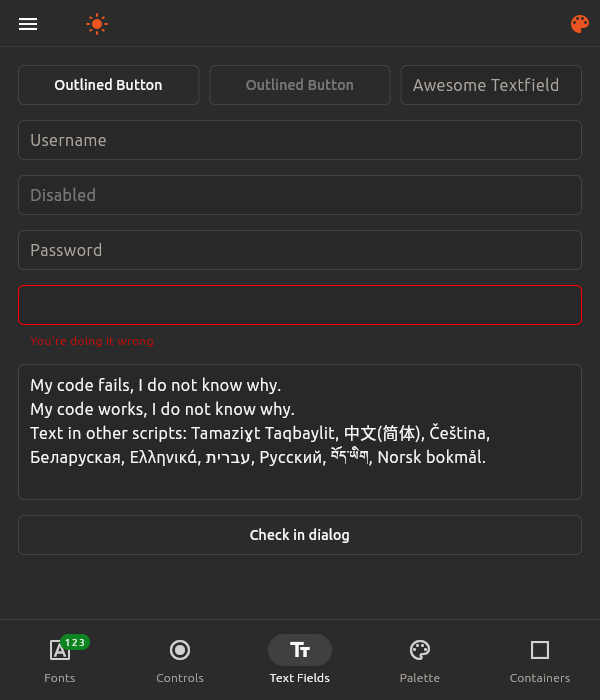 Outlined Button
Outlined Button
Awesome Textfield
Username
Disabled
Password
You're doing it wrong
My code fails, I do not know why.
My code works, I do not know why.
Text in other scripts: Tamaziɣt Taqbaylit, 中文(简体), Čeština,
Беларуская, Ελληνικά, עברית, Русский, བོད་ཡིག, Norsk bokmål.
Check in dialog
123
Fonts
Controls
Text Fields
Palette
Containers